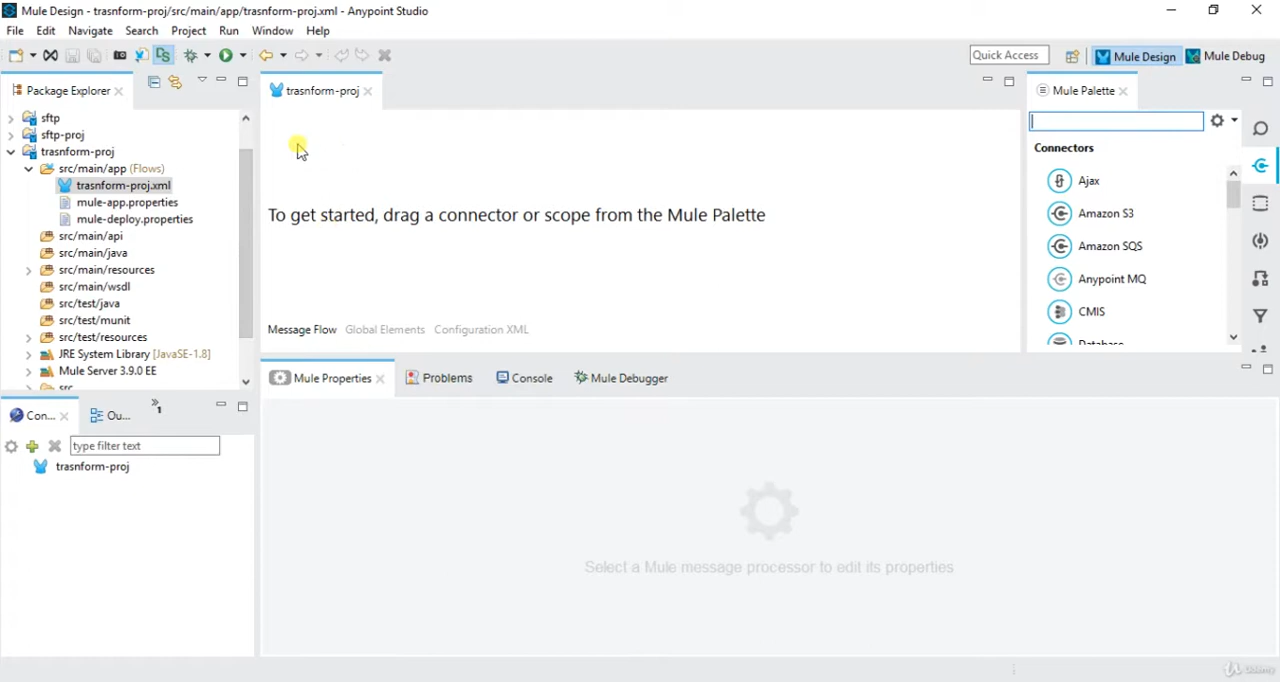 Mule Design - trasnform-proj/src/main/app/trasnform-proj.xml - Anypoint Studio
File Edit Navigate Search Project Run Window Help
Quick Access
Mule Design
Mule Debug
Package Explorer
sftp
sftp-proj
trasnform-proj
src/main/app (Flows)
trasnform-proj.xml
mule-app.properties
mule-deploy.properties
src/main/api
src/main/java
src/main/resources
src/main/wsdl
src/test/java
src/test/munit
src/test/resources
JRE System Library [JavaSE-1.8]
Mule Server 3.9.0 EE
src
trasnform-proj
To get started, drag a connector or scope from the Mule Palette
Message Flow Global Elements Configuration XML
Mule Palette
Connectors
Ajax
Amazon S3
Amazon SQS
Anypoint MQ
CMIS
Database
Con...
Ou...
1
type filter text
trasnform-proj
Mule Properties
Problems
Console
Mule Debugger
Select a Mule message processor to edit its properties
Udemy